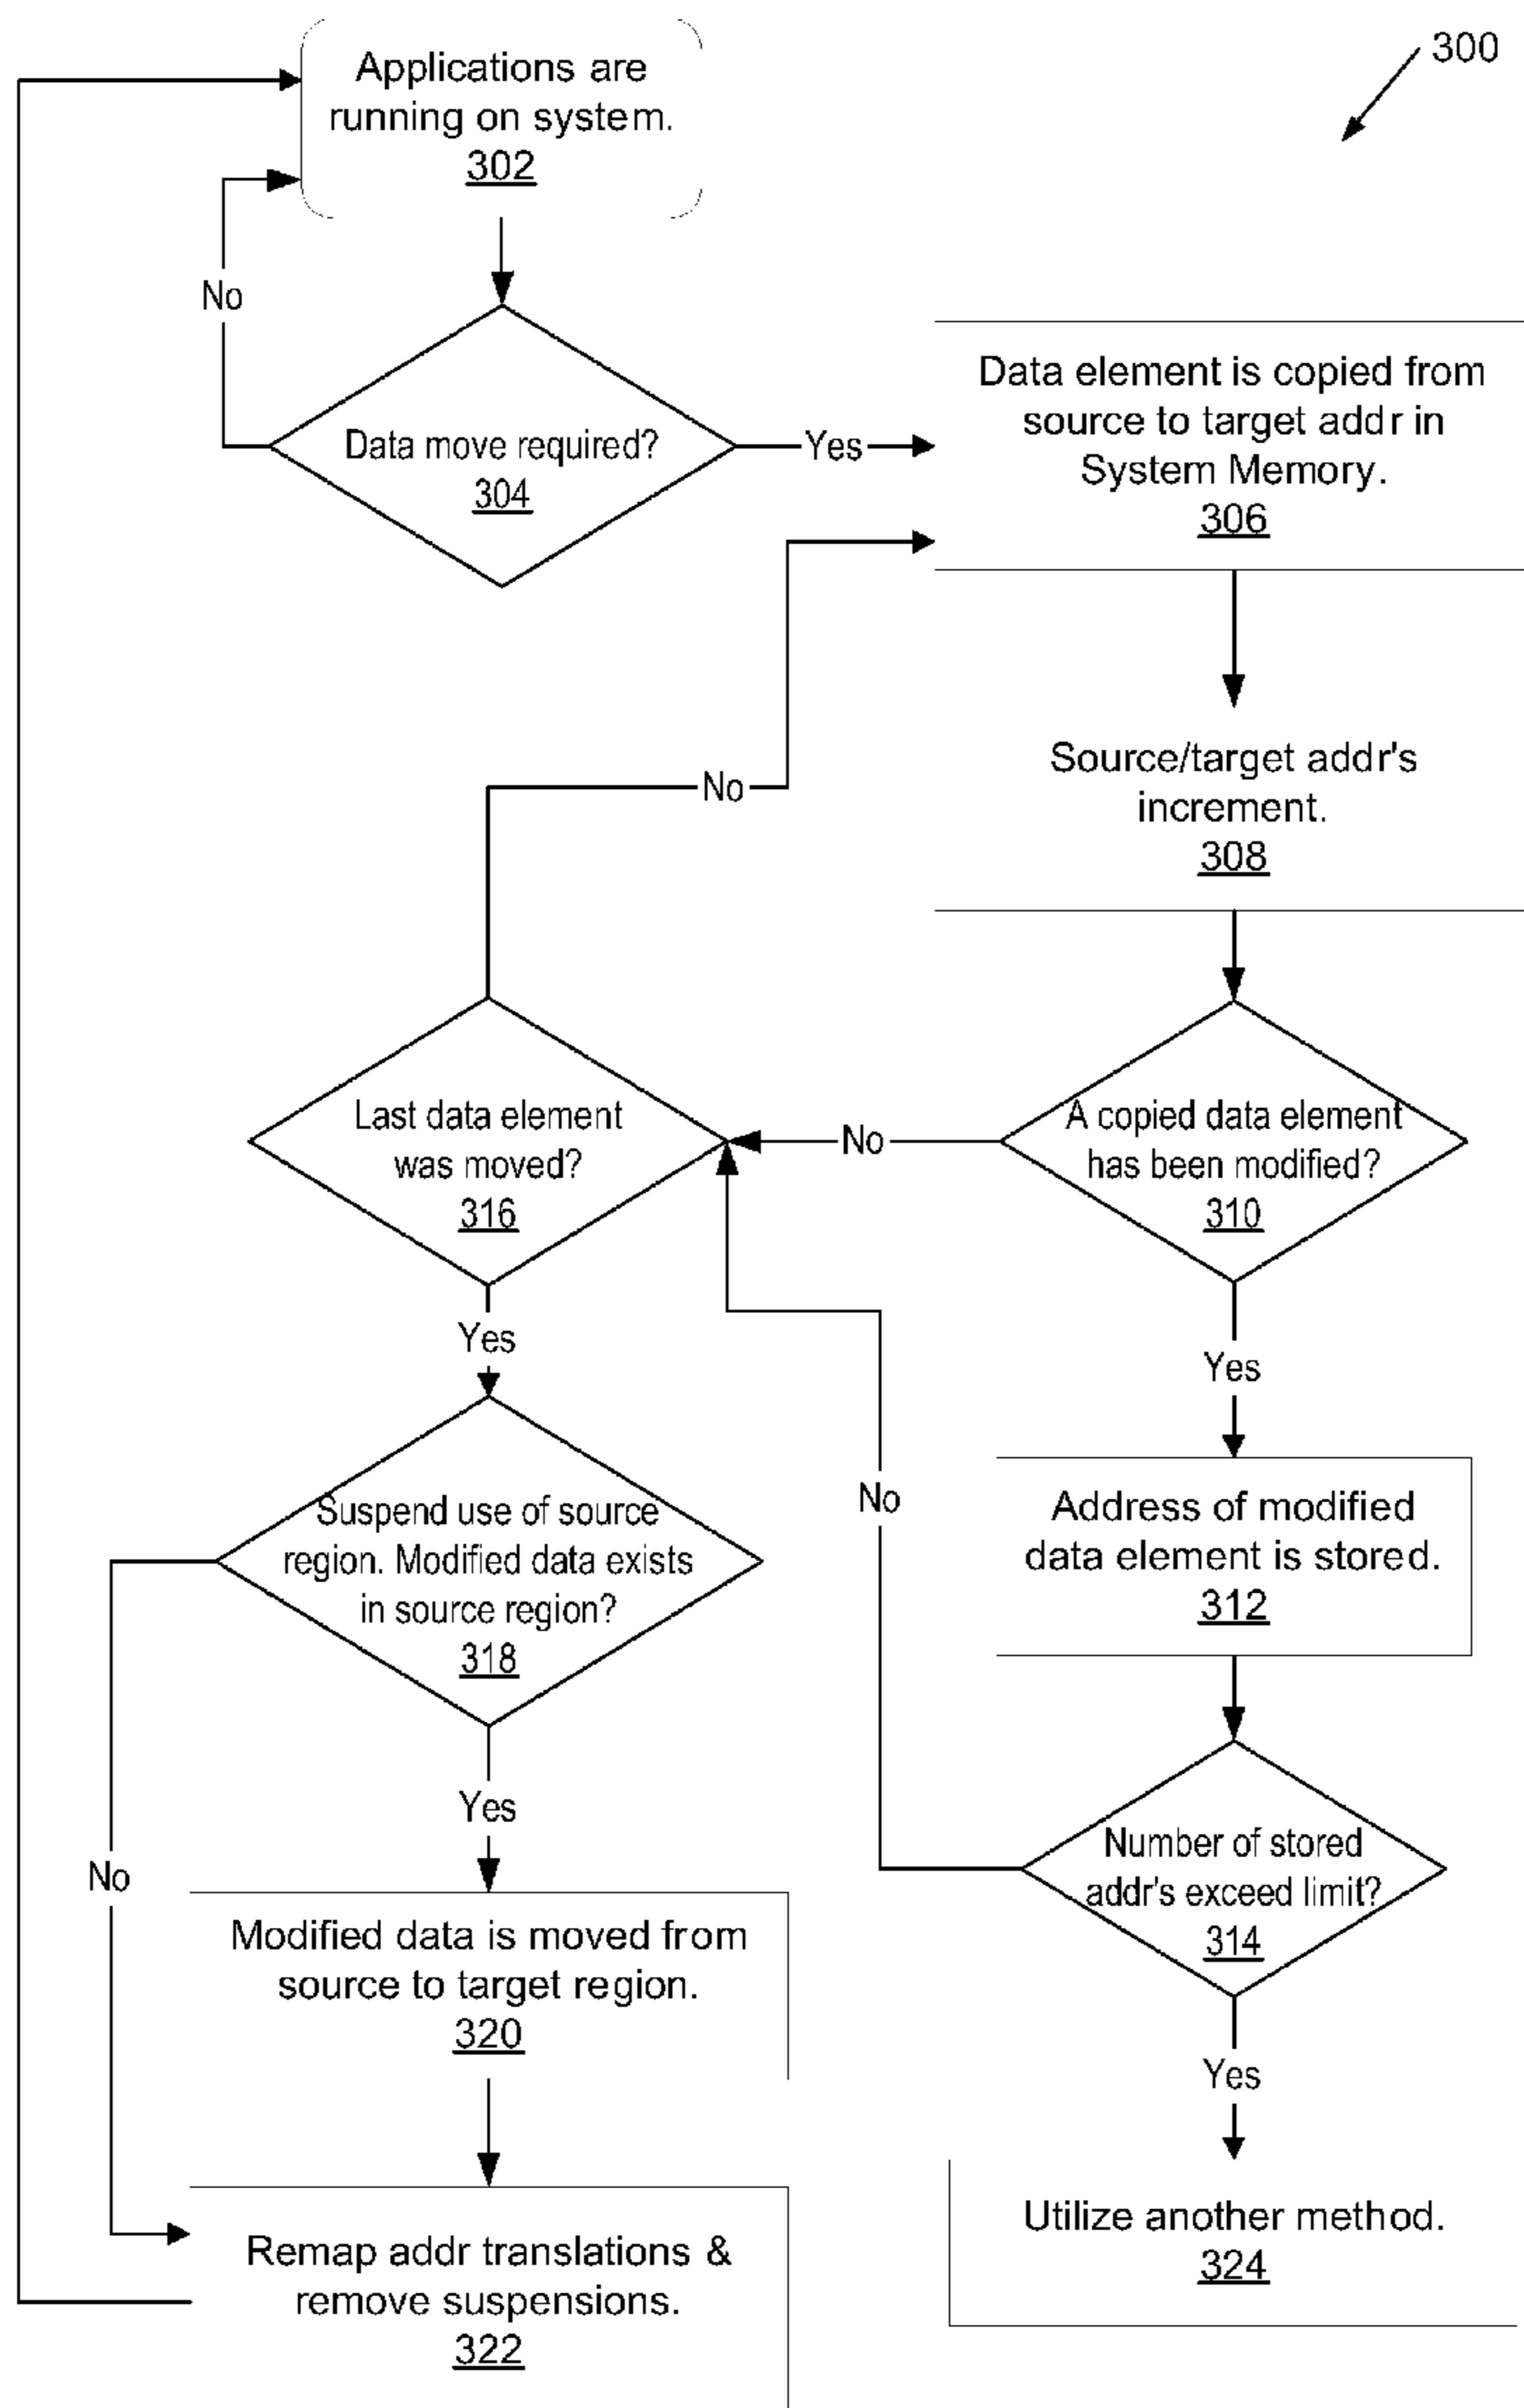 300
Applications are
running on system.
302
No
Data move required?
304
Yes
Data element is copied from
source to target addr in
System Memory.
306
No
Source/target addr's
increment.
308
Last data element
was moved?
316
No
A copied data element
has been modified?
310
Yes
Yes
Suspend use of source
region. Modified data exists
in source region?
318
No
Address of modified
data element is stored.
312
Yes
No
Number of stored
addr's exceed limit?
314
Modified data is moved from
source to target region.
320
Yes
Remap addr translations &
remove suspensions.
322
Utilize another method.
324